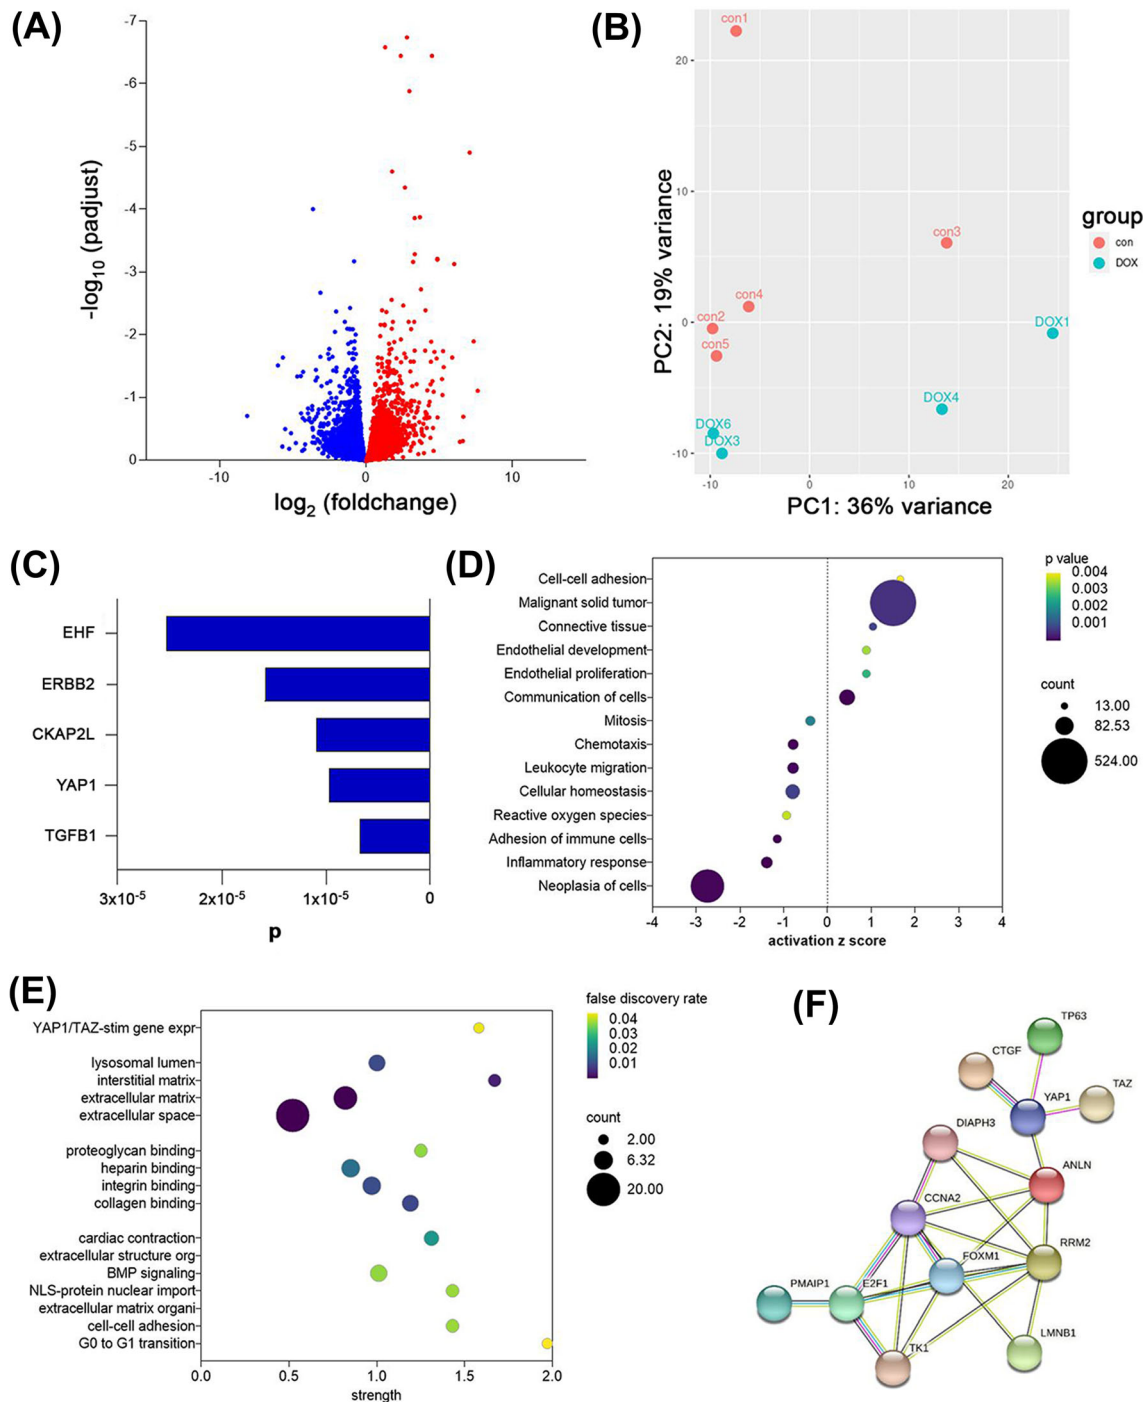 (A)
-7
-6
-5
-4
-3
-2
-1
0
-log10 (padjust)
-10
0
10
log2 (foldchange)
(B)
con1
con3
con4
con2
con5
DOX1
DOX4
DOX6
DOX3
20
10
0
-10
PC2: 19% variance
-10
0
10
20
PC1: 36% variance
group
con
DOX
(C)
EHF
ERBB2
CKAP2L
YAP1
TGFB1
3x10-5
2x10-5
1x10-5
0
p
(D)
Cell-cell adhesion
Malignant solid tumor
Connective tissue
Endothelial development
Endothelial proliferation
Communication of cells
Mitosis
Chemotaxis
Leukocyte migration
Cellular homeostasis
Reactive oxygen species
Adhesion of immune cells
Inflammatory response
Neoplasia of cells
-4
-3
-2
-1
0
1
2
3
4
activation z score
p value
0.004
0.003
0.002
0.001
count
13.00
82.53
524.00
(E)
YAP1/TAZ-stim gene expr
lysosomal lumen
interstitial matrix
extracellular matrix
extracellular space
proteoglycan binding
heparin binding
integrin binding
collagen binding
cardiac contraction
extracellular structure org
BMP signaling
NLS-protein nuclear import
extracellular matrix organi
cell-cell adhesion
G0 to G1 transition
0.0
0.5
1.0
1.5
2.0
strength
false discovery rate
0.04
0.03
0.02
0.01
count
2.00
6.32
20.00
(F)
TP63
CTGF
TAZ
YAP1
DIAPH3
ANLN
CCNA2
RRM2
FOXM1
PMAIP1
E2F1
LMNB1
TK1